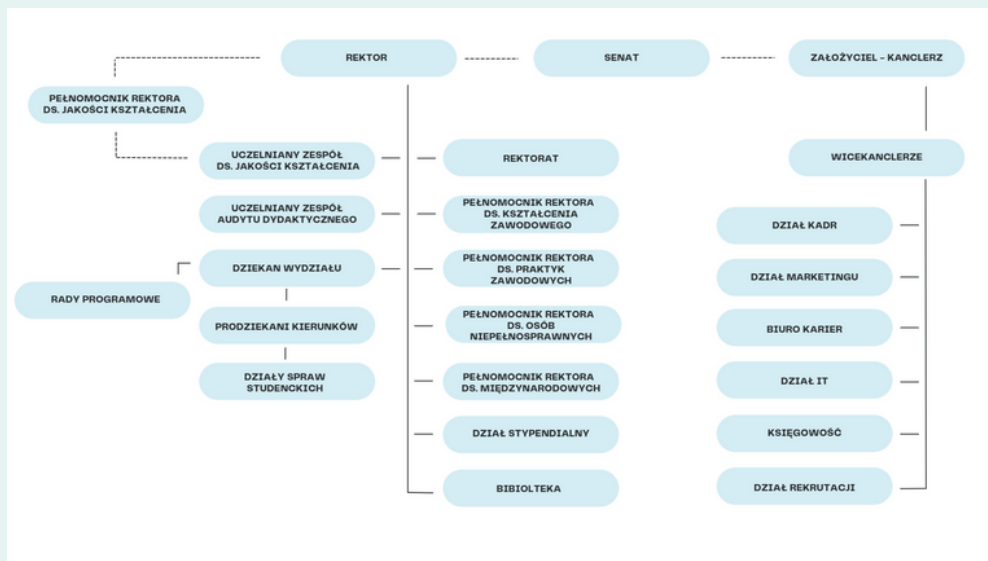 REKTOR
SENAT
ZAŁOŻYCIEL – KANCLERZ
PEŁNOMOCNIK REKTORA
DS. JAKOŚCI KSZTAŁCENIA
WICEKANCLERZE
UCZELNIANY ZESPÓŁ
DS. JAKOŚCI KSZTAŁCENIA
REKTORAT
UCZELNIANY ZESPÓŁ
AUDYTU DYDAKTYCZNEGO
PEŁNOMOCNIK REKTORA
DS. KSZTAŁCENIA
ZAWODOWEGO
DZIAŁ KADR
DZIEKAN WYDZIAŁU
PEŁNOMOCNIK REKTORA
DS. PRAKTYK
ZAWODOWYCH
DZIAŁ MARKETINGU
RADY PROGRAMOWE
PRODZIEKANI KIERUNKÓW
PEŁNOMOCNIK REKTORA
DS. OSÓB
NIEPEŁNOSPRAWNYCH
BIURO KARIER
DZIAŁY SPRAW
STUDENCKICH
PEŁNOMOCNIK REKTORA
DS. MIĘDZYNARODOWYCH
DZIAŁ IT
DZIAŁ STYPENDIALNY
KSIĘGOWOŚĆ
BIBIOLTEKA
DZIAŁ REKRUTACJI